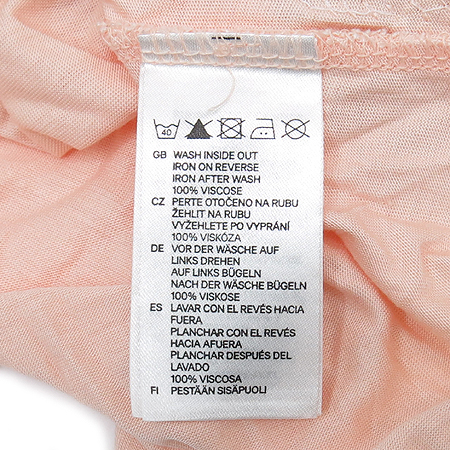 40
GB WASH INSIDE OUT
IRON ON REVERSE
IRON AFTER WASH
100% VISCOSE
CZ PERTE OTOČENO NA RUBU
ŽEHLIT NA RUBU
VYŽEHLETE PO VYPRÁNÍ
100% VISKÓZA
DE VOR DER WÄSCHE AUF
LINKS DREHEN
AUF LINKS BÜGELN
NACH DER WÄSCHE BÜGELN
100% VISKOSE
ES LAVAR CON EL REVÉS HACIA
FUERA
PLANCHAR CON EL REVÉS
HACIA AFUERA
PLANCHAR DESPUÉS DEL
LAVADO
100% VISCOSA
FI PESTÄÄN SISÄPUOLI